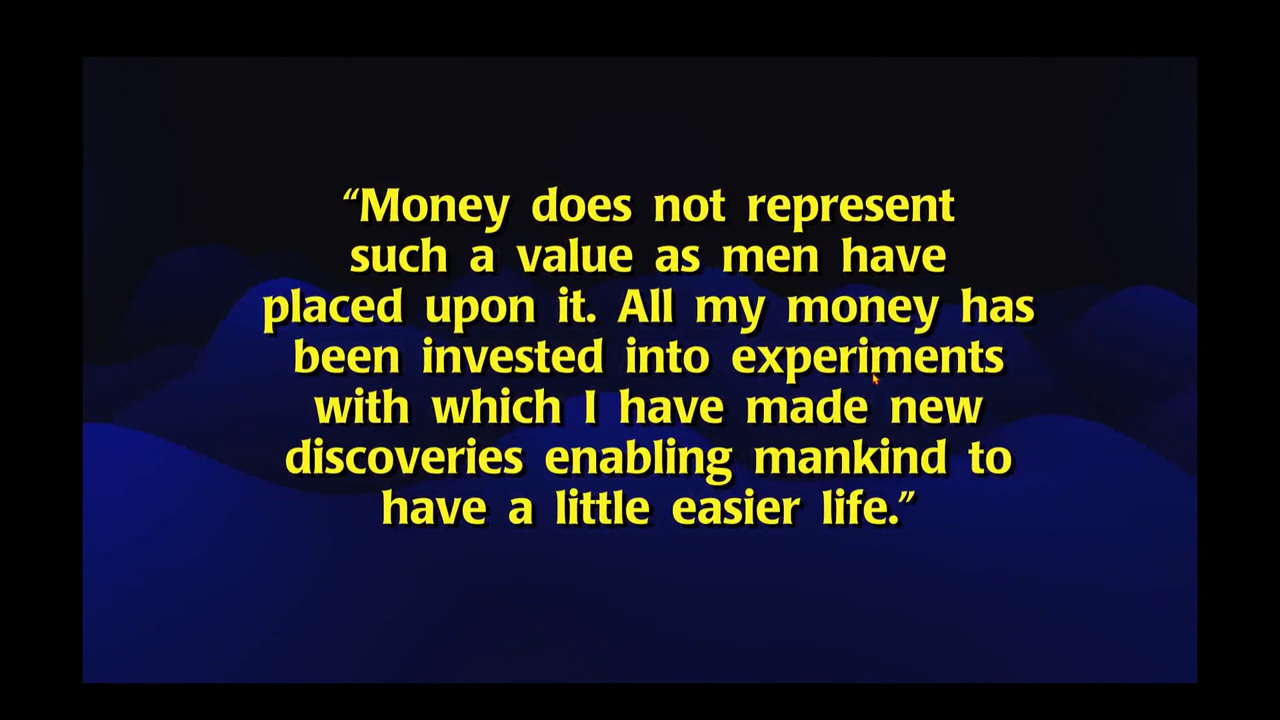 “Money does not represent
such a value as men have
placed upon it. All my money has
been invested into experiments
with which I have made new
discoveries enabling mankind to
have a little easier life.”